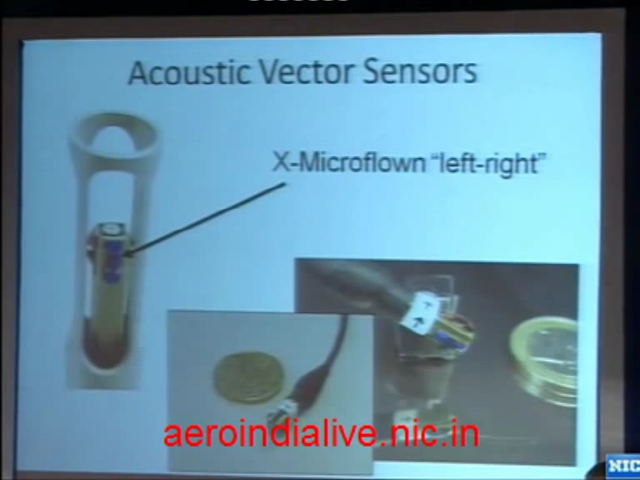 Acoustic Vector Sensors
X-Microflown "left-right"
aeroindialive.nic.in
NIC